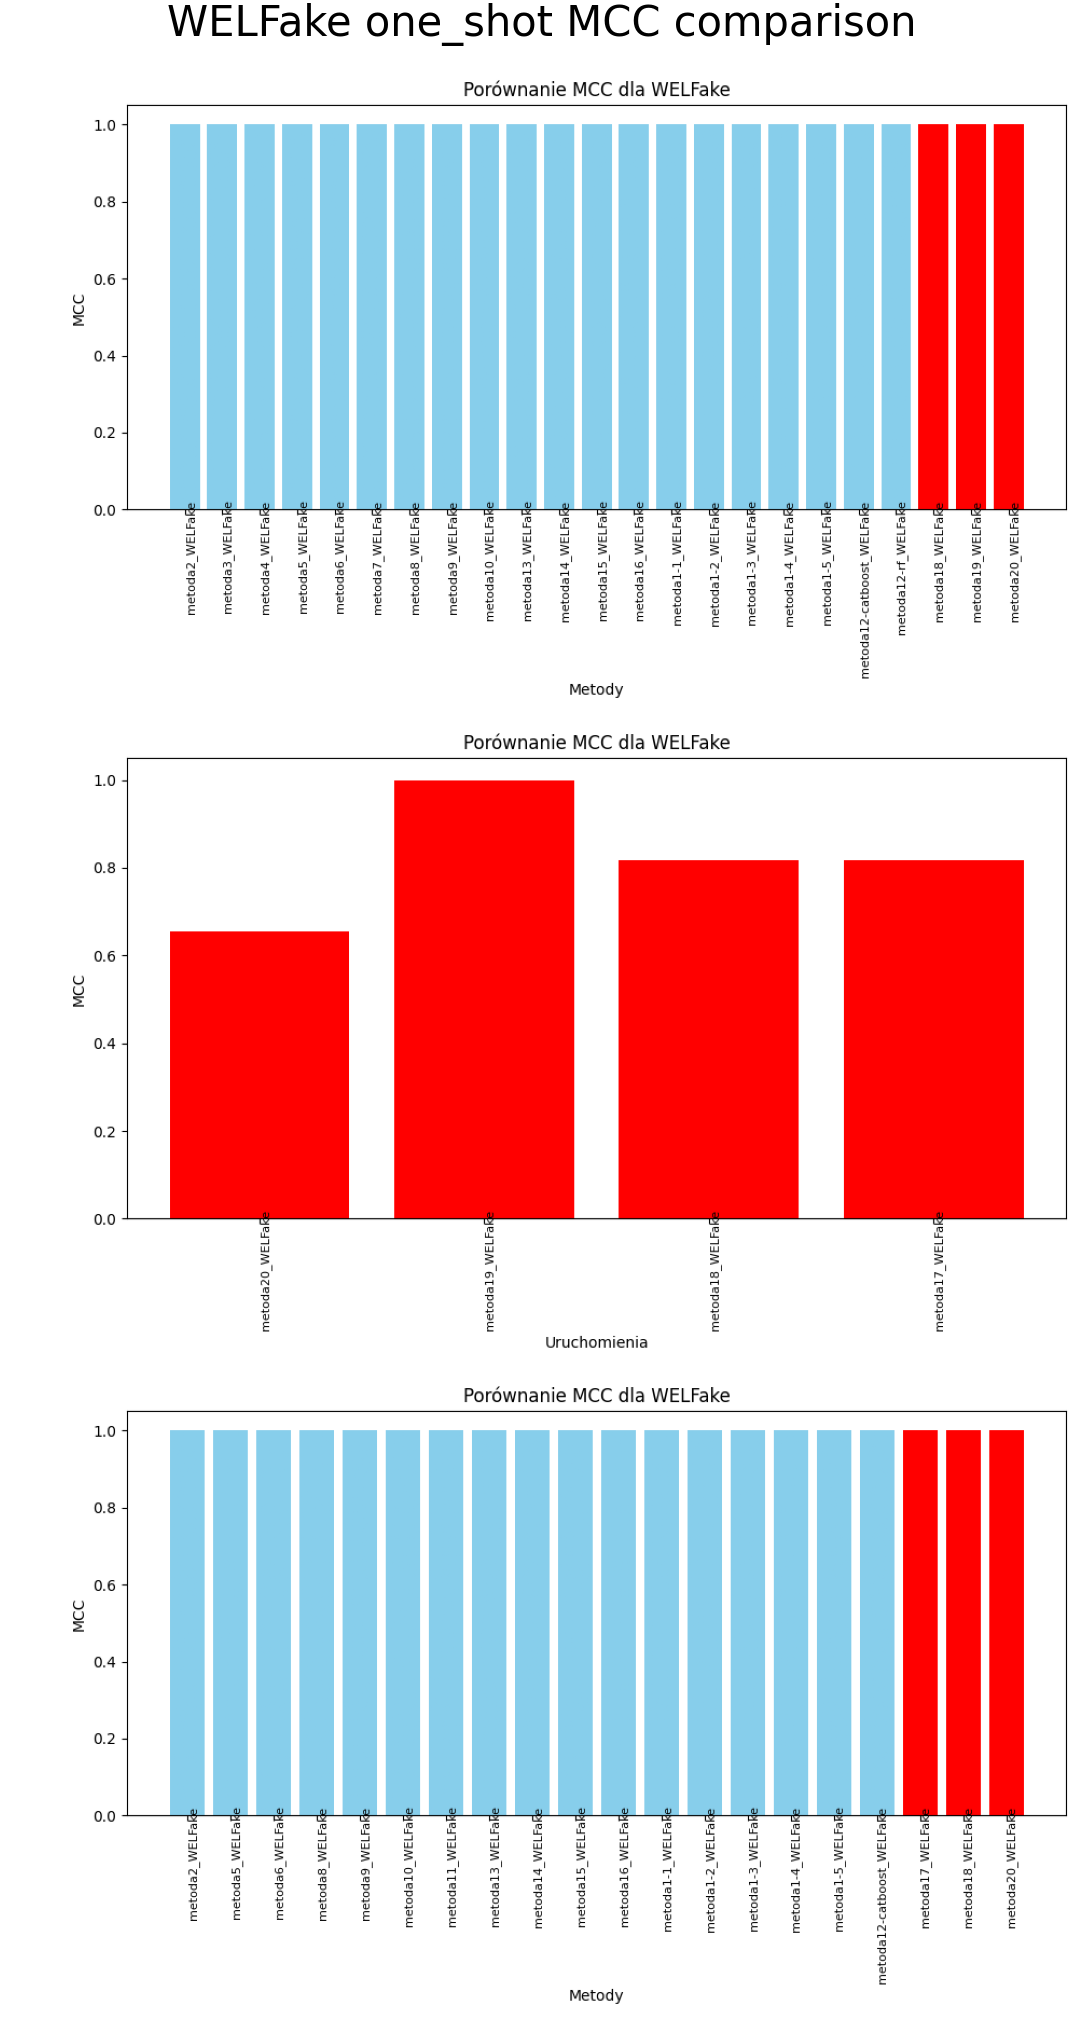 WELFake one_shot MCC comparison
Porównanie MCC dla WELFake
MCC
1.0
0.8
0.6
0.4
0.2
0.0
metoda2_WELFake
metoda3_WELFake
metoda4_WELFake
metoda5_WELFake
metoda6_WELFake
metoda7_WELFake
metoda8_WELFake
metoda9_WELFake
metoda10_WELFake
metoda13_WELFake
metoda14_WELFake
metoda15_WELFake
metoda16_WELFake
metoda1-1_WELFake
metoda1-2_WELFake
metoda1-3_WELFake
metoda1-4_WELFake
metoda1-5_WELFake
metoda12-catboost_WELFake
metoda12-rf_WELFake
metoda18_WELFake
metoda19_WELFake
metoda20_WELFake
Metody
Porównanie MCC dla WELFake
MCC
1.0
0.8
0.6
0.4
0.2
0.0
metoda20_WELFake
metoda19_WELFake
metoda18_WELFake
metoda17_WELFake
Uruchomienia
Porównanie MCC dla WELFake
MCC
1.0
0.8
0.6
0.4
0.2
0.0
metoda2_WELFake
metoda5_WELFake
metoda6_WELFake
metoda8_WELFake
metoda9_WELFake
metoda10_WELFake
metoda11_WELFake
metoda13_WELFake
metoda14_WELFake
metoda15_WELFake
metoda16_WELFake
metoda1-1_WELFake
metoda1-2_WELFake
metoda1-3_WELFake
metoda1-4_WELFake
metoda1-5_WELFake
metoda12-catboost_WELFake
metoda17_WELFake
metoda18_WELFake
metoda20_WELFake
Metody